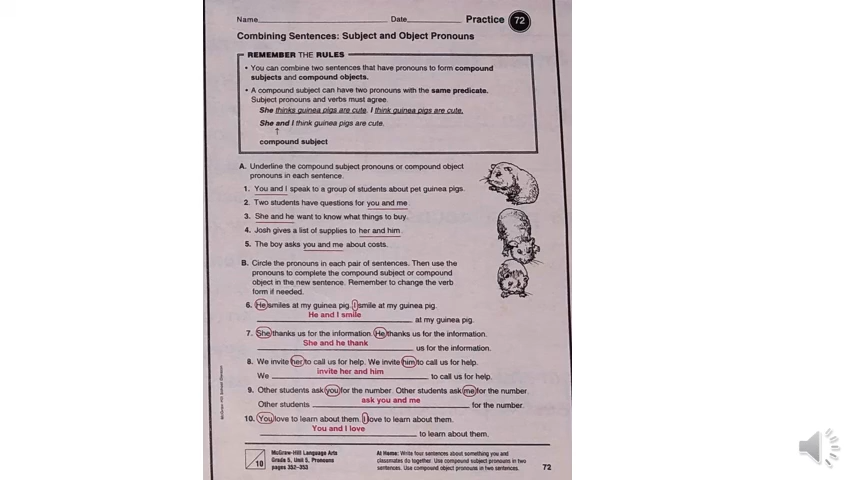 Name Date Practice 72
Combining Sentences: Subject and Object Pronouns
REMEMBER THE RULES
• You can combine two sentences that have pronouns to form compound
subjects and compound objects.
• A compound subject can have two pronouns with the same predicate.
Subject pronouns and verbs must agree.
She thinks guinea pigs are cute. I think guinea pigs are cute.
She and I think guinea pigs are cute.
↑
compound subject
A. Underline the compound subject pronouns or compound object
pronouns in each sentence.
1. You and I speak to a group of students about pet guinea pigs.
2. Two students have questions for you and me
3. She and he want to know what things to buy.
4. Josh gives a list of supplies to her and him.
5. The boy asks you and me about costs.
B. Circle the pronouns in each pair of sentences. Then use the
pronouns to complete the compound subject or compound
object in the new sentence. Remember to change the verb
form if needed.
6. He smiles at my guinea pig. I smile at my guinea pig.
He and I smile
at my guinea pig.
7. She thanks us for the information. He thanks us for the information.
She and he thank
us for the information.
8. We invite her to call us for help. We invite him to call us for help.
invite her and him
We to call us for help.
9. Other students ask you for the number. Other students ask me for the number.
ask you and me
Other students for the number.
10. You love to learn about them. I love to learn about them.
You and I love
to learn about them.
McGraw-Hill School Division
10
McGraw-Hill Language Arts
Grade 5, Unit 5, Pronouns
pages 352–353
At Home: Write four sentences about something you and
classmates do together. Use compound subject pronouns in two
sentences. Use compound object pronouns in two sentences.
72